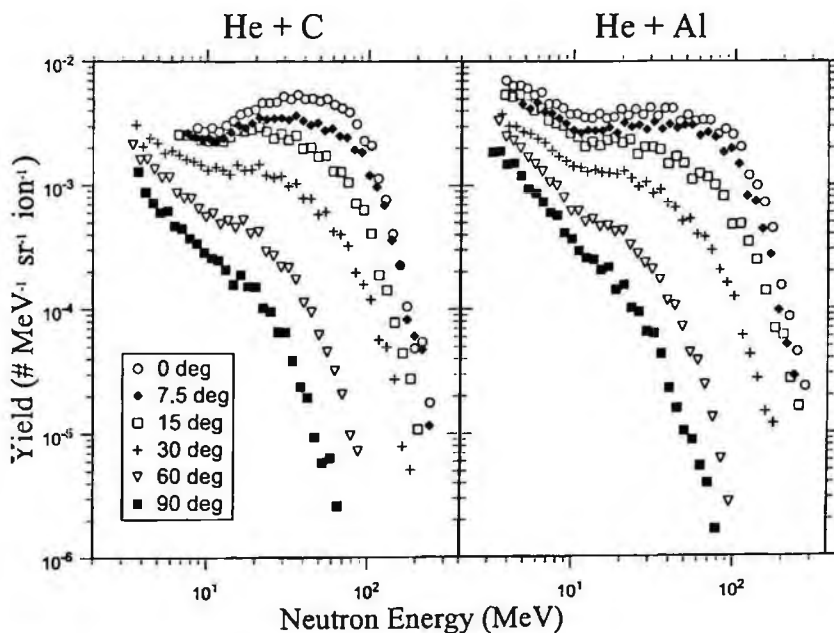 He + C
He + Al
10⁻²
10⁻³
10⁻⁴
10⁻⁵
10⁻⁶
Yield (# MeV⁻¹ sr⁻¹ ion⁻¹)
0 deg
7.5 deg
15 deg
30 deg
60 deg
90 deg
10¹
10²
10¹
10²
Neutron Energy (MeV)